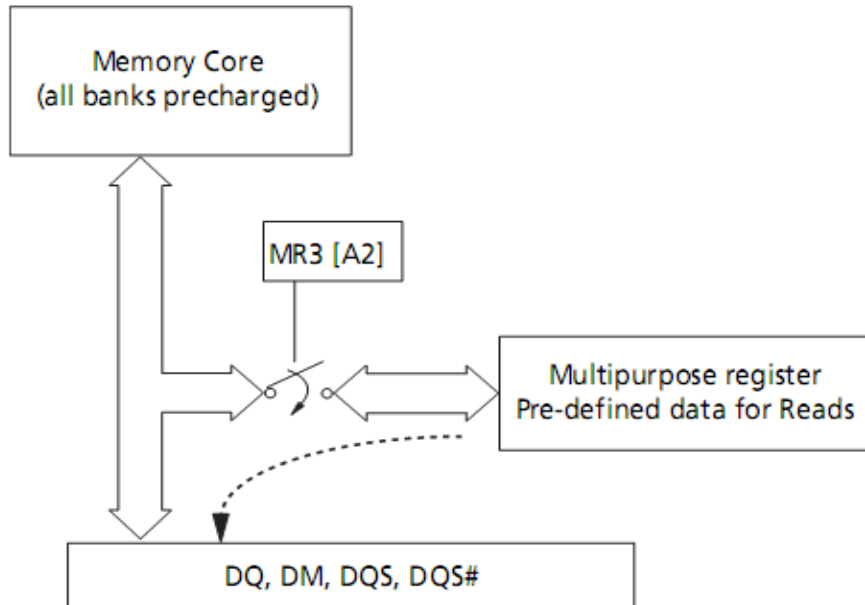 Memory Core
(all banks precharged)
MR3 [A2]
Multipurpose register
Pre-defined data for Reads
DQ, DM, DQS, DQS#